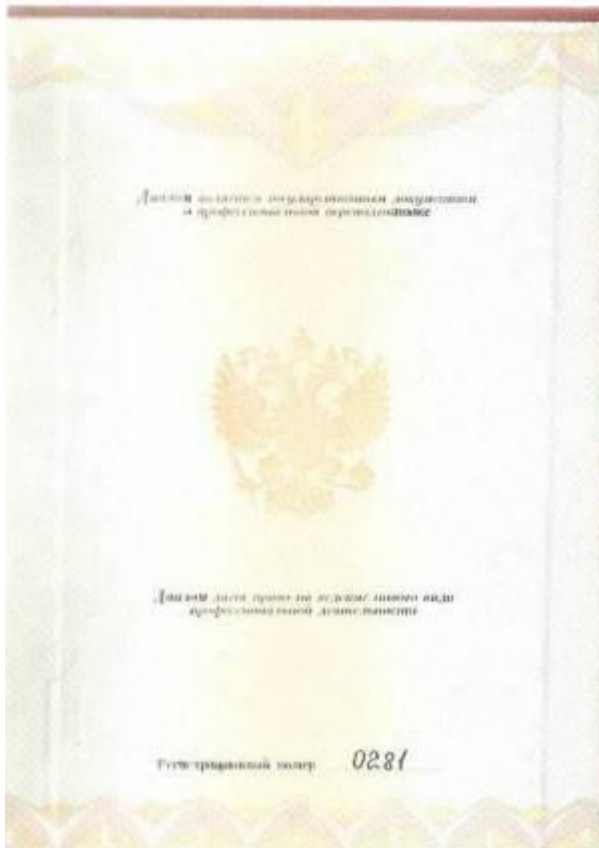 Диплом является государственным документом
о профессиональной переподготовке
Диплом дает право на ведение нового вида
профессиональной деятельности
Регистрационный номер 0281